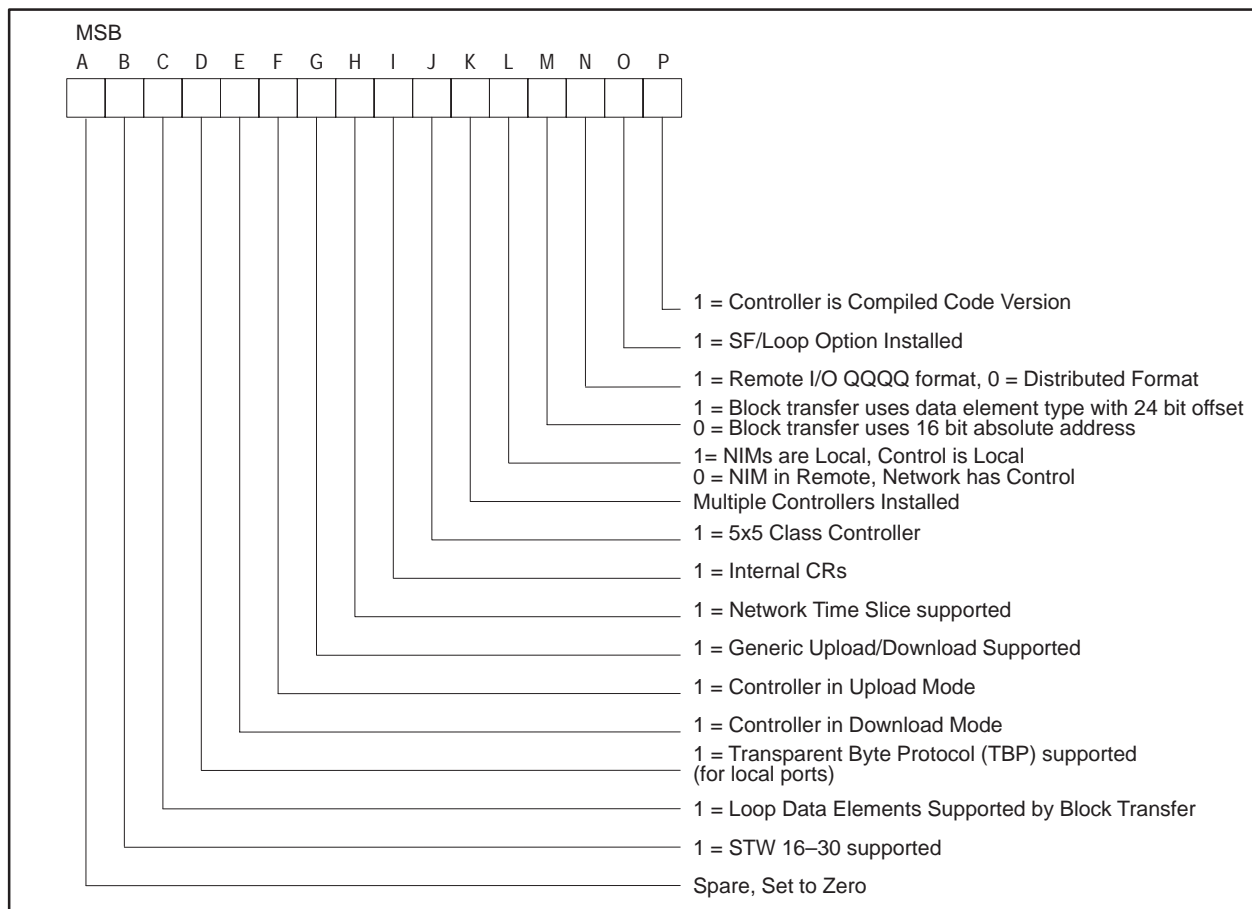 MSB
A B C D E F G H I J K L M N O P
1 = Controller is Compiled Code Version
1 = SF/Loop Option Installed
1 = Remote I/O QQQQ format, 0 = Distributed Format
1 = Block transfer uses data element type with 24 bit offset
0 = Block transfer uses 16 bit absolute address
1= NIMs are Local, Control is Local
0 = NIM in Remote, Network has Control
Multiple Controllers Installed
1 = 5x5 Class Controller
1 = Internal CRs
1 = Network Time Slice supported
1 = Generic Upload/Download Supported
1 = Controller in Upload Mode
1 = Controller in Download Mode
1 = Transparent Byte Protocol (TBP) supported
(for local ports)
1 = Loop Data Elements Supported by Block Transfer
1 = STW 16–30 supported
Spare, Set to Zero